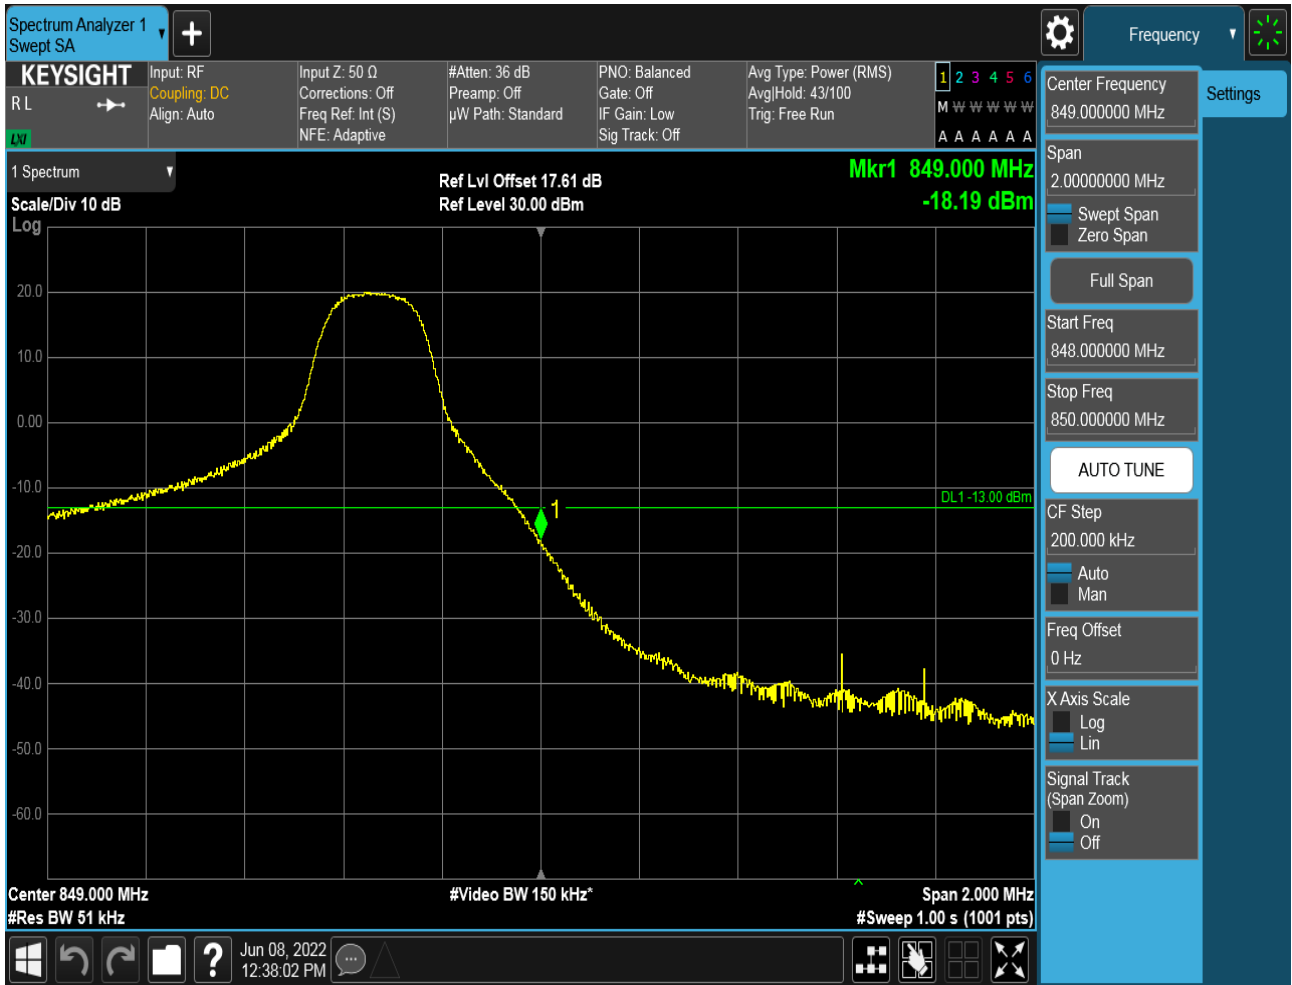 Spectrum Analyzer 1
Swept SA
+
Frequency
KEYSIGHT
R L
LXI
Input: RF
Coupling: DC
Align: Auto
Input Z: 50 Ω
Corrections: Off
Freq Ref: Int (S)
NFE: Adaptive
#Atten: 36 dB
Preamp: Off
µW Path: Standard
PNO: Balanced
Gate: Off
IF Gain: Low
Sig Track: Off
Avg Type: Power (RMS)
Avg|Hold: 43/100
Trig: Free Run
1 2 3 4 5 6
M W W W W W
A A A A A A
1 Spectrum
Scale/Div 10 dB
Log
Ref Lvl Offset 17.61 dB
Ref Level 30.00 dBm
Mkr1 849.000 MHz
-18.19 dBm
20.0
10.0
0.00
-10.0
-20.0
-30.0
-40.0
-50.0
-60.0
DL1 -13.00 dBm
1
Center 849.000 MHz
#Video BW 150 kHz*
Span 2.000 MHz
#Res BW 51 kHz
#Sweep 1.00 s (1001 pts)
?
Jun 08, 2022
12:38:02 PM
Center Frequency
849.000000 MHz
Settings
Span
2.00000000 MHz
Swept Span
Zero Span
Full Span
Start Freq
848.000000 MHz
Stop Freq
850.000000 MHz
AUTO TUNE
CF Step
200.000 kHz
Auto
Man
Freq Offset
0 Hz
X Axis Scale
Log
Lin
Signal Track
(Span Zoom)
On
Off